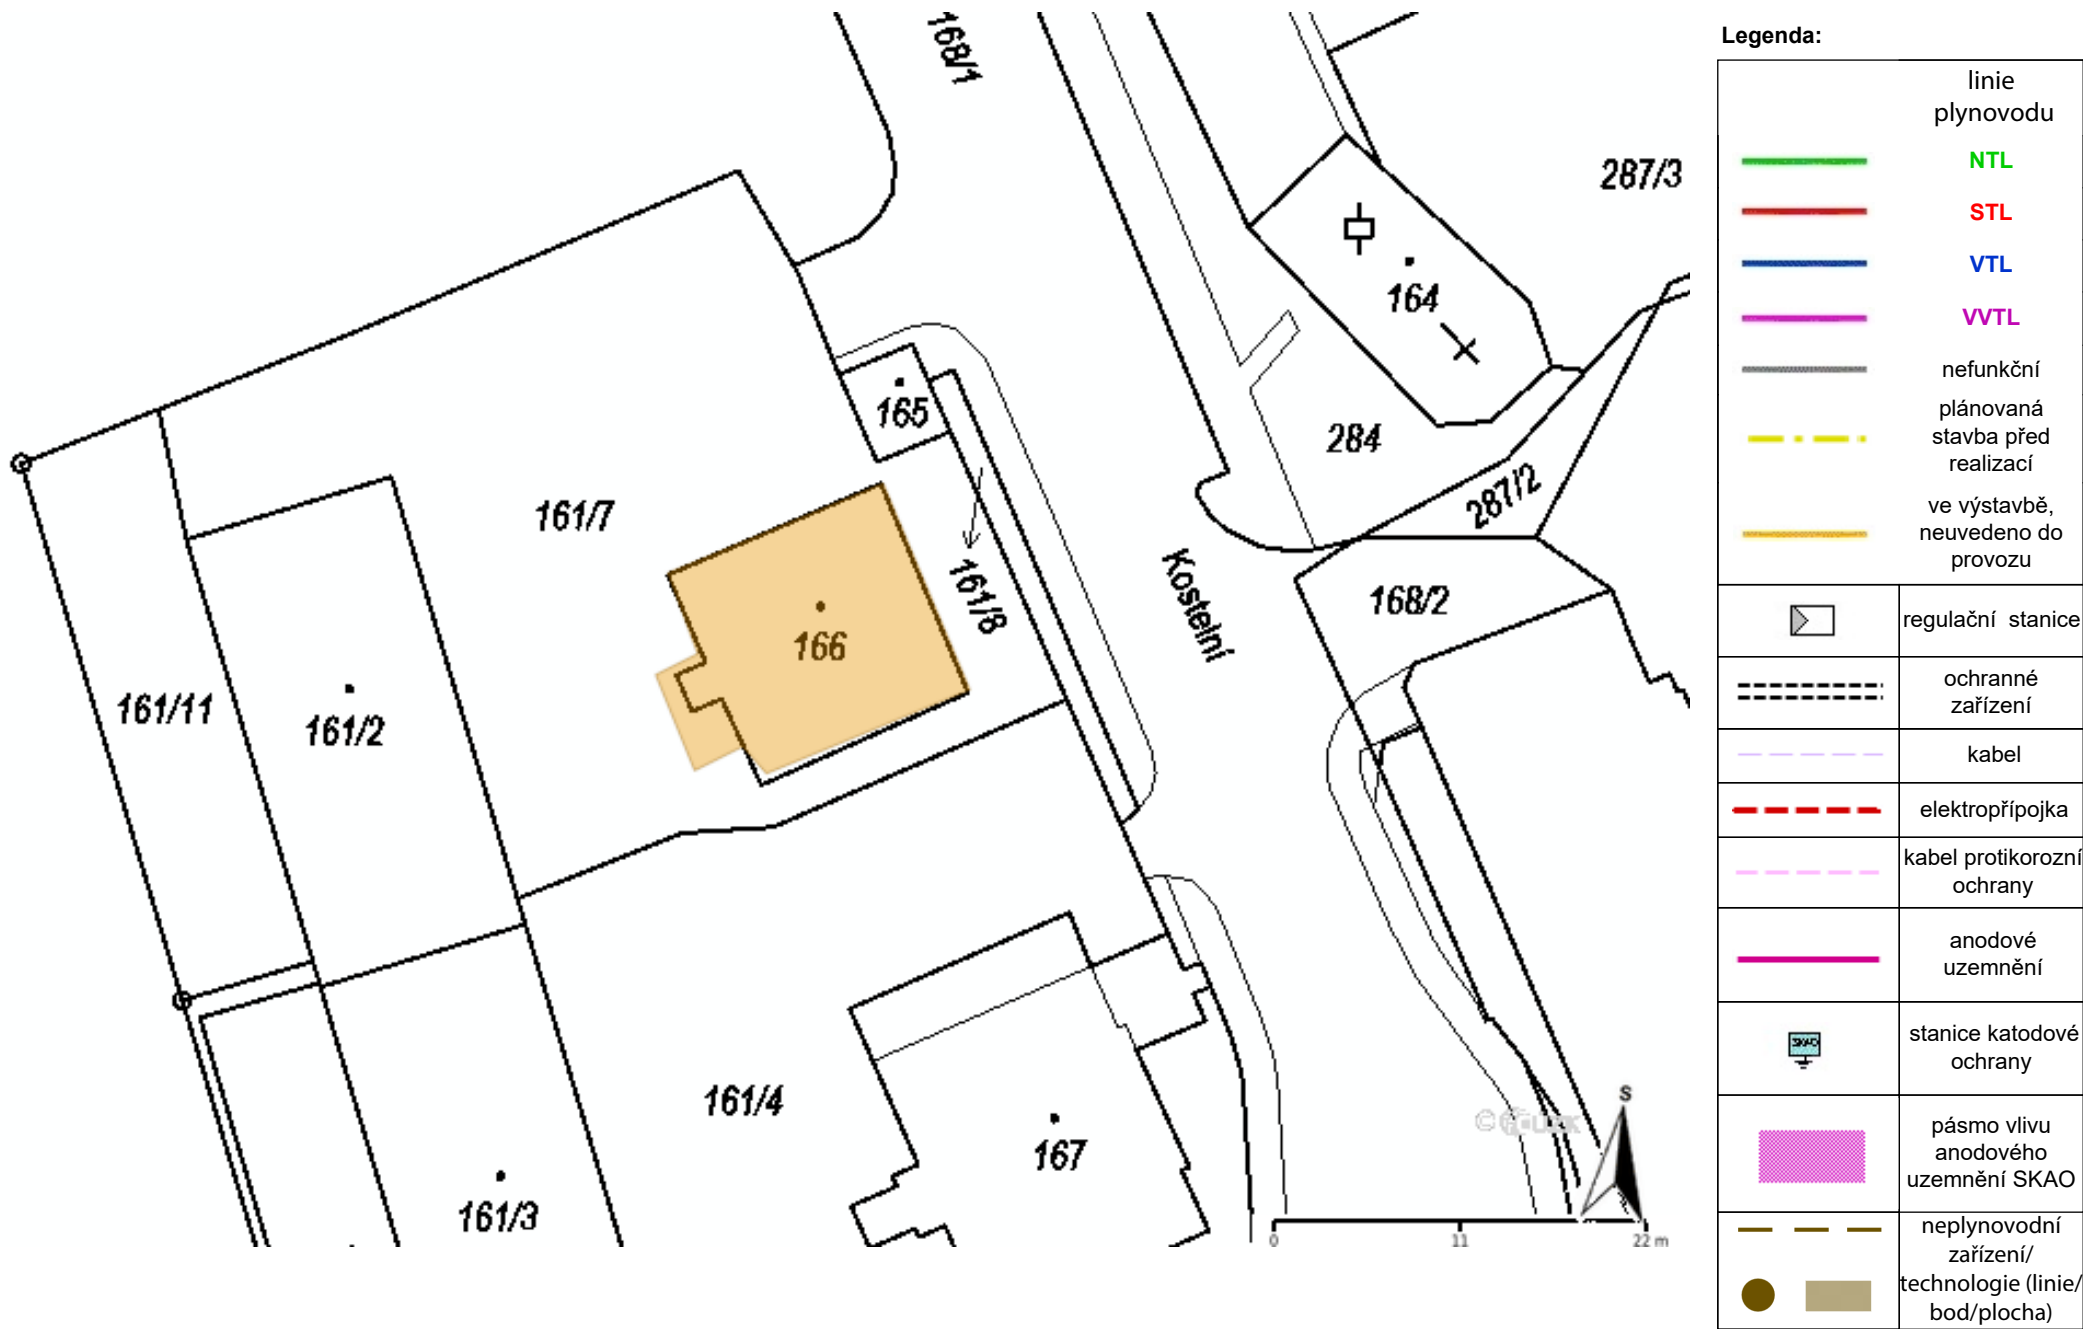 168/1
287/3
164
165
284
161/7
287/2
161/8
Kostelní
168/2
166
161/11
161/2
161/4
167
161/3
S
0 11 22 m
Legenda:
linie
plynovodu
NTL
STL
VTL
VVTL
nefunkční
plánovaná
stavba před
realizací
ve výstavbě,
neuvedeno do
provozu
regulační stanice
ochranné
zařízení
kabel
elektropřípojka
kabel protikorozní
ochrany
anodové
uzemnění
SKAO
stanice katodové
ochrany
pásmo vlivu
anodového
uzemnění SKAO
neplynovodní
zařízení/
technologie (linie/
bod/plocha)